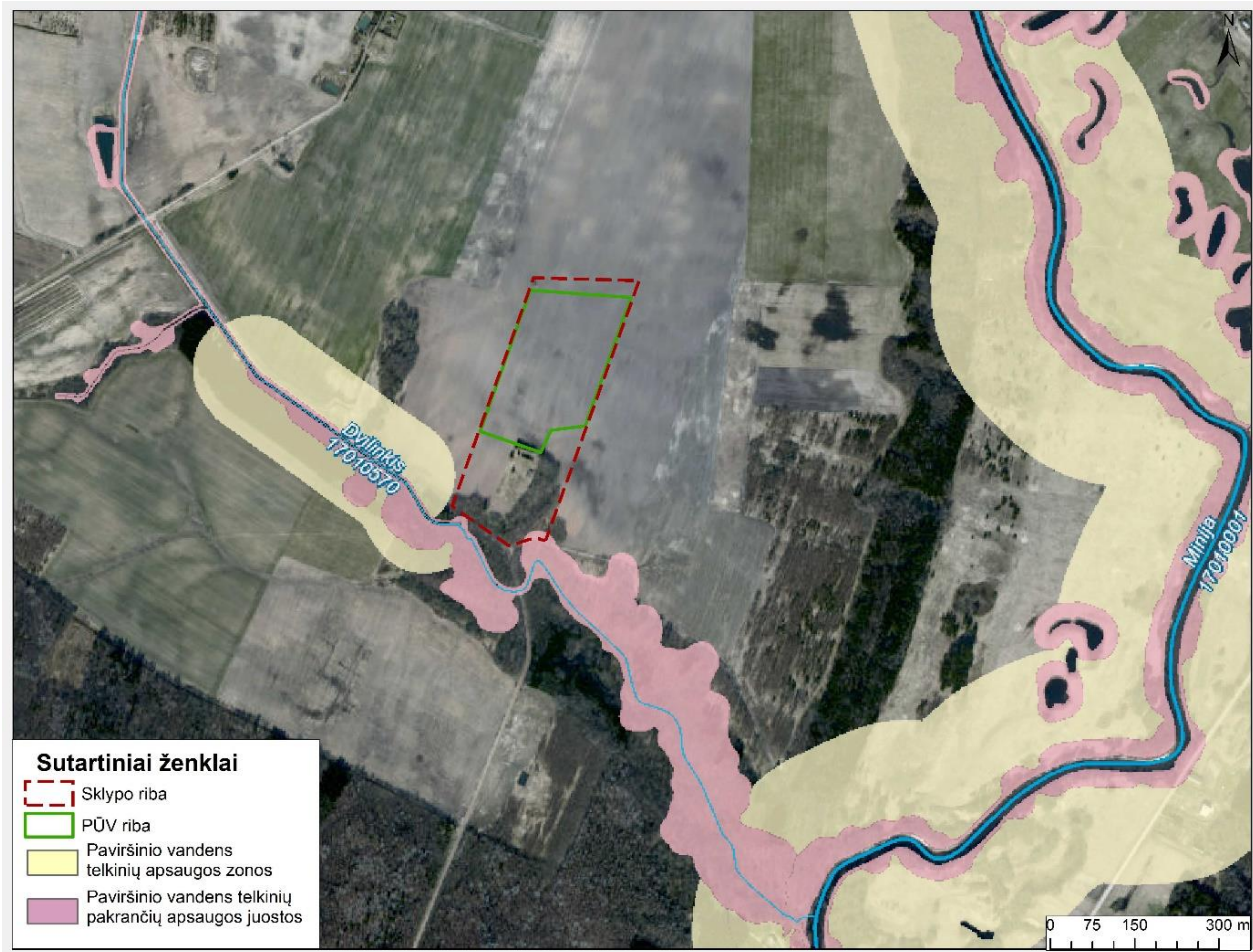 N
Dvilinkis
17010570
Minija
17010001
Sutartiniai ženklai
Sklypo riba
PŪV riba
Paviršinio vandens
telkinių apsaugos zonos
Paviršinio vandens telkinių
pakrančių apsaugos juostos
0 75 150 300 m